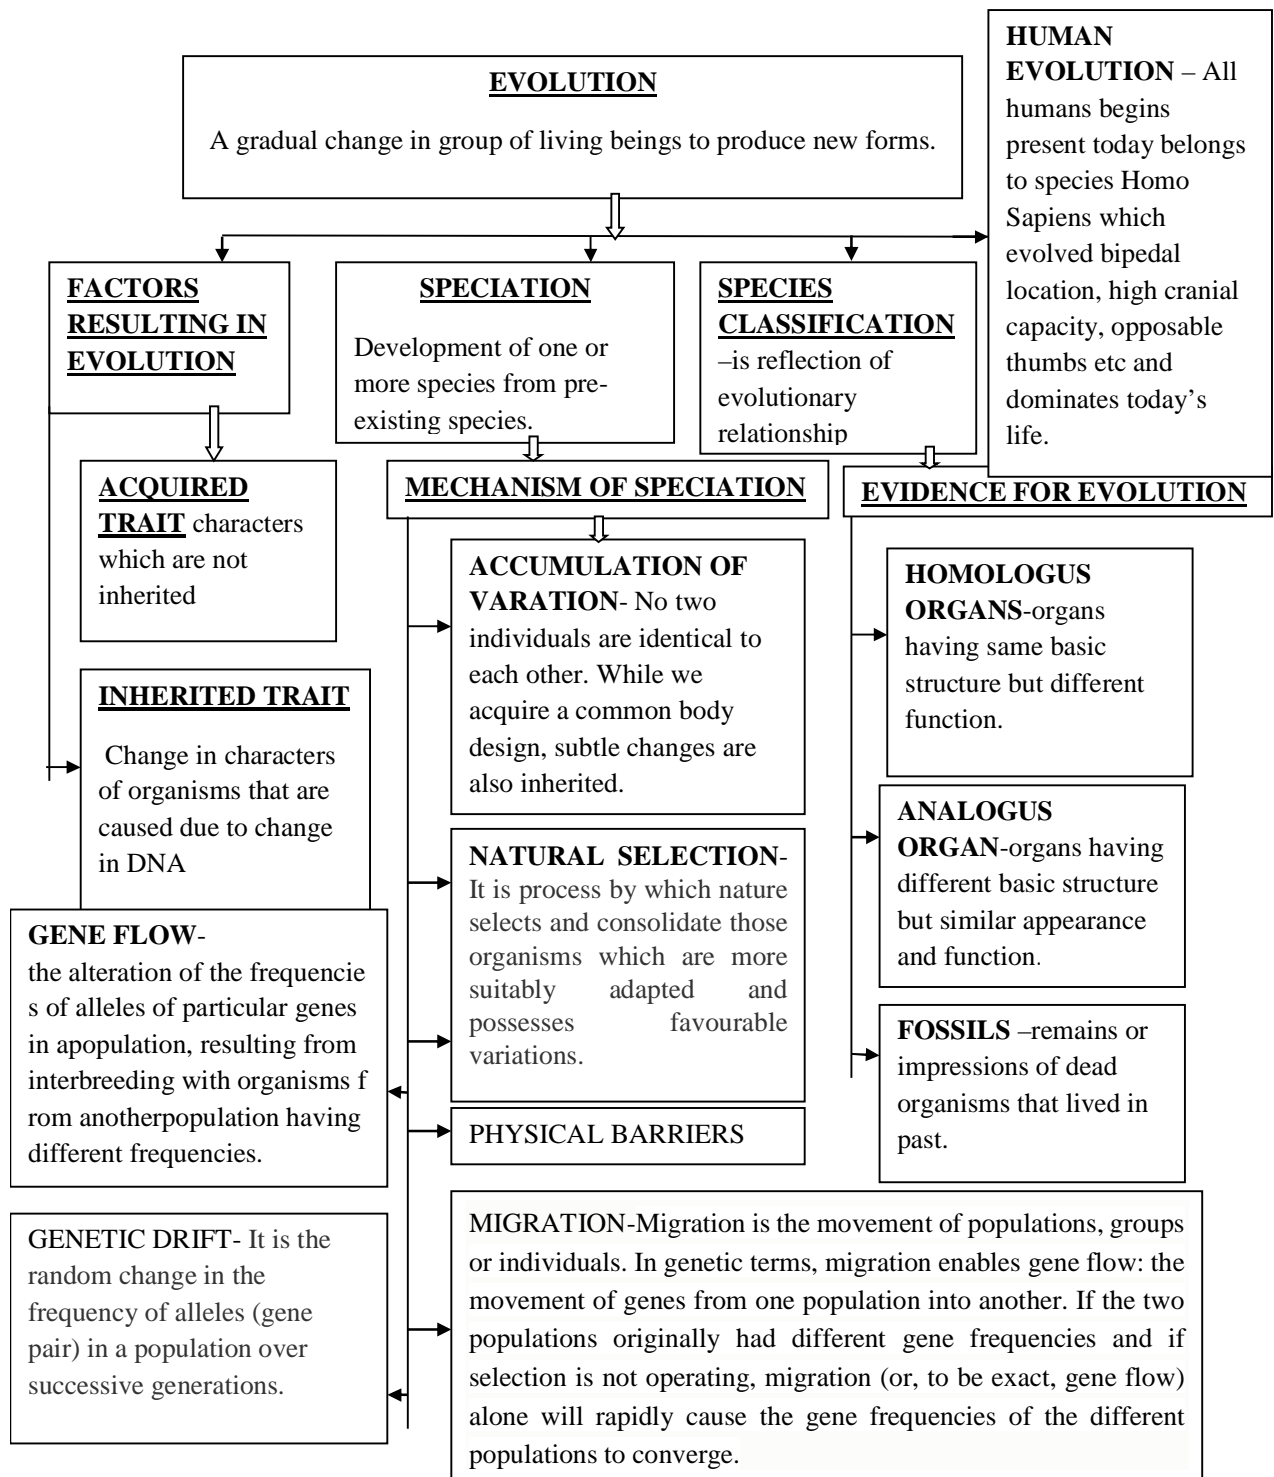 EVOLUTION
A gradual change in group of living beings to produce new forms.
HUMAN
EVOLUTION – All
humans begins
present today belongs
to species Homo
Sapiens which
evolved bipedal
location, high cranial
capacity, opposable
thumbs etc and
dominates today’s
life.
FACTORS
RESULTING IN
EVOLUTION
SPECIATION
Development of one or
more species from pre-
existing species.
SPECIES
CLASSIFICATION
–is reflection of
evolutionary
relationship
ACQUIRED
TRAIT characters
which are not
inherited
INHERITED TRAIT
Change in characters
of organisms that are
caused due to change
in DNA
MECHANISM OF SPECIATION
ACCUMULATION OF
VARATION- No two
individuals are identical to
each other. While we
acquire a common body
design, subtle changes are
also inherited.
NATURAL SELECTION-
It is process by which nature
selects and consolidate those
organisms which are more
suitably adapted and
possesses favourable
variations.
GENE FLOW-
the alteration of the frequencie
s of alleles of particular genes
in apopulation, resulting from
interbreeding with organisms f
rom anotherpopulation having
different frequencies.
PHYSICAL BARRIERS
GENETIC DRIFT- It is the
random change in the
frequency of alleles (gene
pair) in a population over
successive generations.
MIGRATION-Migration is the movement of populations, groups
or individuals. In genetic terms, migration enables gene flow: the
movement of genes from one population into another. If the two
populations originally had different gene frequencies and if
selection is not operating, migration (or, to be exact, gene flow)
alone will rapidly cause the gene frequencies of the different
populations to converge.
EVIDENCE FOR EVOLUTION
HOMOLOGUS
ORGANS-organs
having same basic
structure but different
function.
ANALOGUS
ORGAN-organs having
different basic structure
but similar appearance
and function.
FOSSILS –remains or
impressions of dead
organisms that lived in
past.